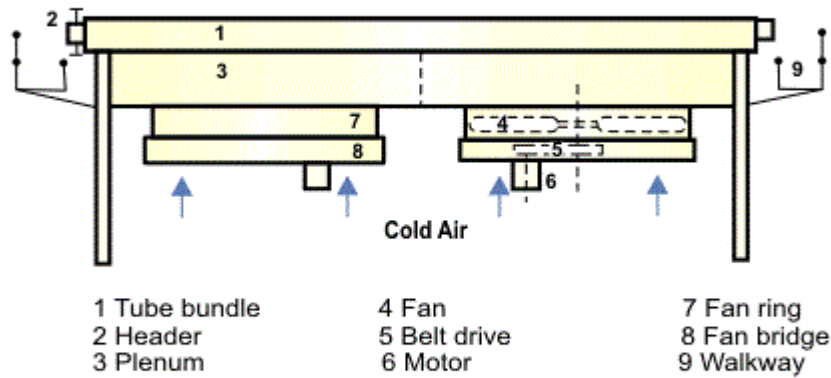 2
1
3
9
7
4
8
5
6
Cold Air
1 Tube bundle 4 Fan 7 Fan ring
2 Header 5 Belt drive 8 Fan bridge
3 Plenum 6 Motor 9 Walkway